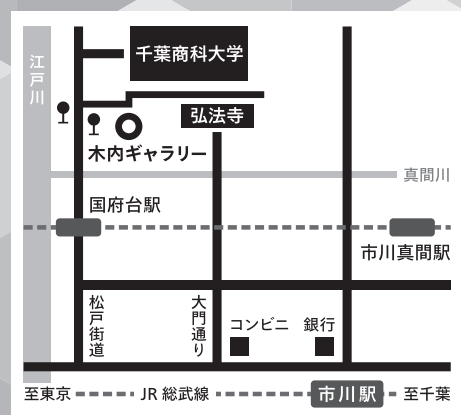 江戸川
千葉商科大学
弘法寺
木内ギャラリー
真間川
国府台駅
市川真間駅
松戸街道
大門通り
コンビニ
銀行
至東京
JR 総武線
市川駅
至千葉